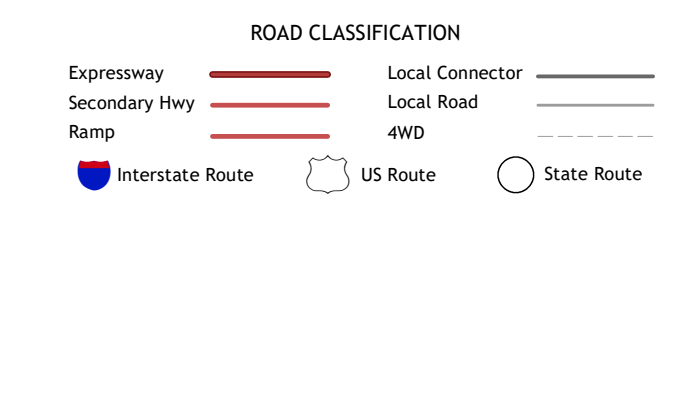 ROAD CLASSIFICATION
Expressway
Secondary Hwy
Ramp
Local Connector
Local Road
4WD
Interstate Route
US Route
State Route